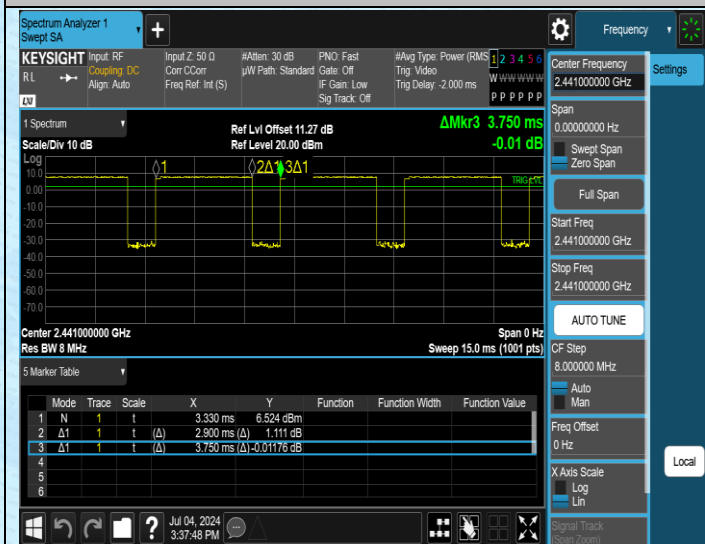 Spectrum Analyzer 1
Swept SA
Frequency
KEYSIGHT
RL
LXI
Input: RF
Coupling: DC
Align: Auto
Input Z: 50 Ω
Corr CCorr
Freq Ref: Int (S)
#Atten: 30 dB
µW Path: Standard
PNO: Fast
Gate: Off
IF Gain: Low
Sig Track: Off
#Avg Type: Power (RMS
Trig: Video
Trig Delay: -2.000 ms
1 2 3 4 5 6
W W W W W W
P P P P P P
1 Spectrum
Scale/Div 10 dB
Ref Lvl Offset 11.27 dB
Ref Level 20.00 dBm
ΔMkr3 3.750 ms
-0.01 dB
Log
10.0
0.00
-10.0
-20.0
-30.0
-40.0
-50.0
-60.0
-70.0
1
2Δ1
3Δ1
TRIG LVL
Center 2.441000000 GHz
Res BW 8 MHz
Span 0 Hz
Sweep 15.0 ms (1001 pts)
5 Marker Table
Mode Trace Scale X Y Function Function Width Function Value
1 N 1 t 3.330 ms 6.524 dBm
2 Δ1 1 t (Δ) 2.900 ms (Δ) 1.111 dB
3 Δ1 1 t (Δ) 3.750 ms (Δ) -0.01176 dB
4
5
6
Center Frequency
2.441000000 GHz
Span
0.00000000 Hz
Swept Span
Zero Span
Full Span
Start Freq
2.441000000 GHz
Stop Freq
2.441000000 GHz
AUTO TUNE
CF Step
8.000000 MHz
Auto
Man
Freq Offset
0 Hz
X Axis Scale
Log
Lin
Signal Track
(Span Zoom)
Settings
Local
?
Jul 04, 2024
3:37:48 PM